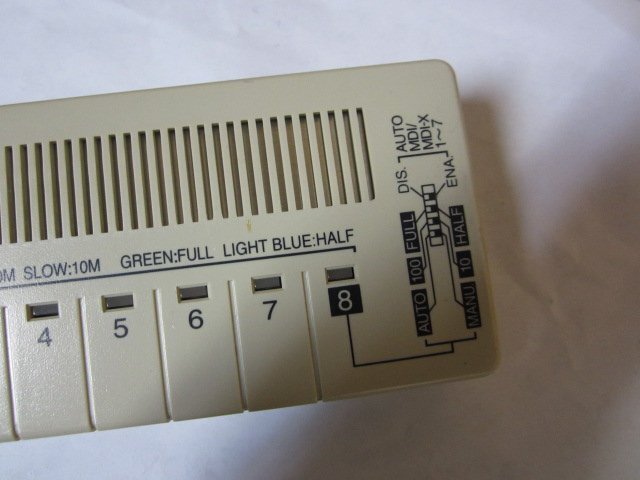 0M SLOW:10M GREEN:FULL LIGHT BLUE:HALF
4
5
6
7
8
AUTO
MDI/
MDI-X
1~7
DIS.
ENA.
AUTO 100 FULL
MANU 10 HALF